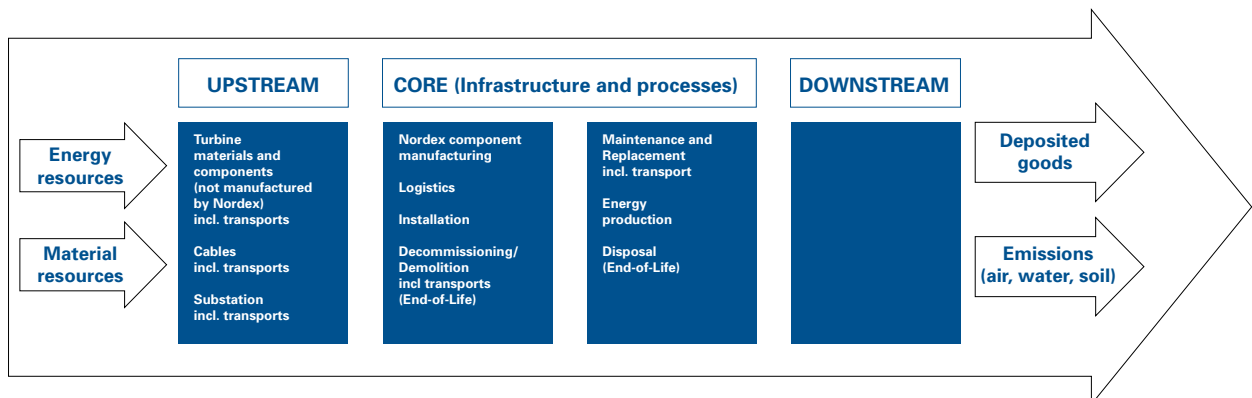 UPSTREAM
CORE (Infrastructure and processes)
DOWNSTREAM
Energy
resources
Material
resources
Turbine
materials and
components
(not manufactured
by Nordex)
incl. transports
Cables
incl. transports
Substation
incl. transports
Nordex component
manufacturing
Logistics
Installation
Decommissioning/
Demolition
incl transports
(End-of-Life)
Maintenance and
Replacement
incl. transport
Energy
production
Disposal
(End-of-Life)
Deposited
goods
Emissions
(air, water, soil)